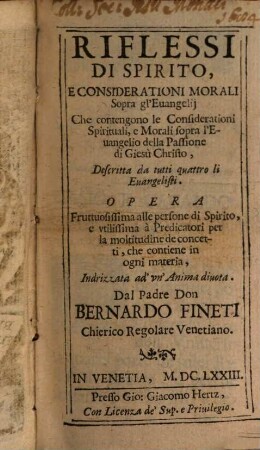 RIFLESSI
DI SPIRITO,
E CONSIDERATIONI MORALI
Sopra gl'Euangelij
Che contengono le Considerationi
Spirituali, e Morali sopra l'E-
uangelio della Passione
di Giesù Christo,
Descritta da tutti quattro li
Euangelisti.
OPERA
Fruttuosissima alle persone di Spirito,
e vtilissima à Predicatori per
la moltitudine de concet-
ti, che contiene in
ogni materia,
Indrizzata ad' vn' Anima diuota.
Dal Padre Don
BERNARDO FINETI
Chierico Regolare Venetiano.
IN VENETIA, M. DC. LXXIII.
Presso Gio: Giacomo Hertz,
Con Licenza de' Sup. e Priuilegio.